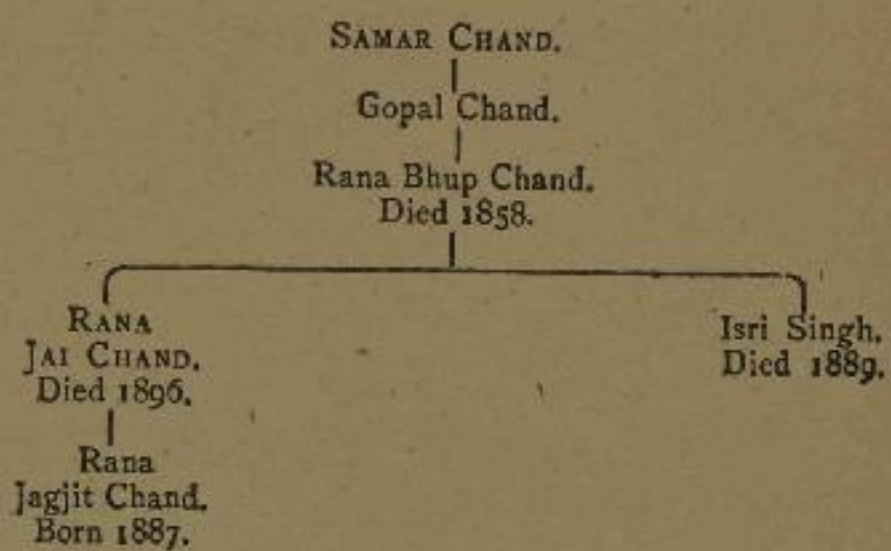 SAMAR CHAND.
Gopal Chand.
Rana Bhup Chand.
Died 1858.
RANA
JAI CHAND.
Died 1896.
Isri Singh.
Died 1889.
Rana
Jagjit Chand.
Born 1887.